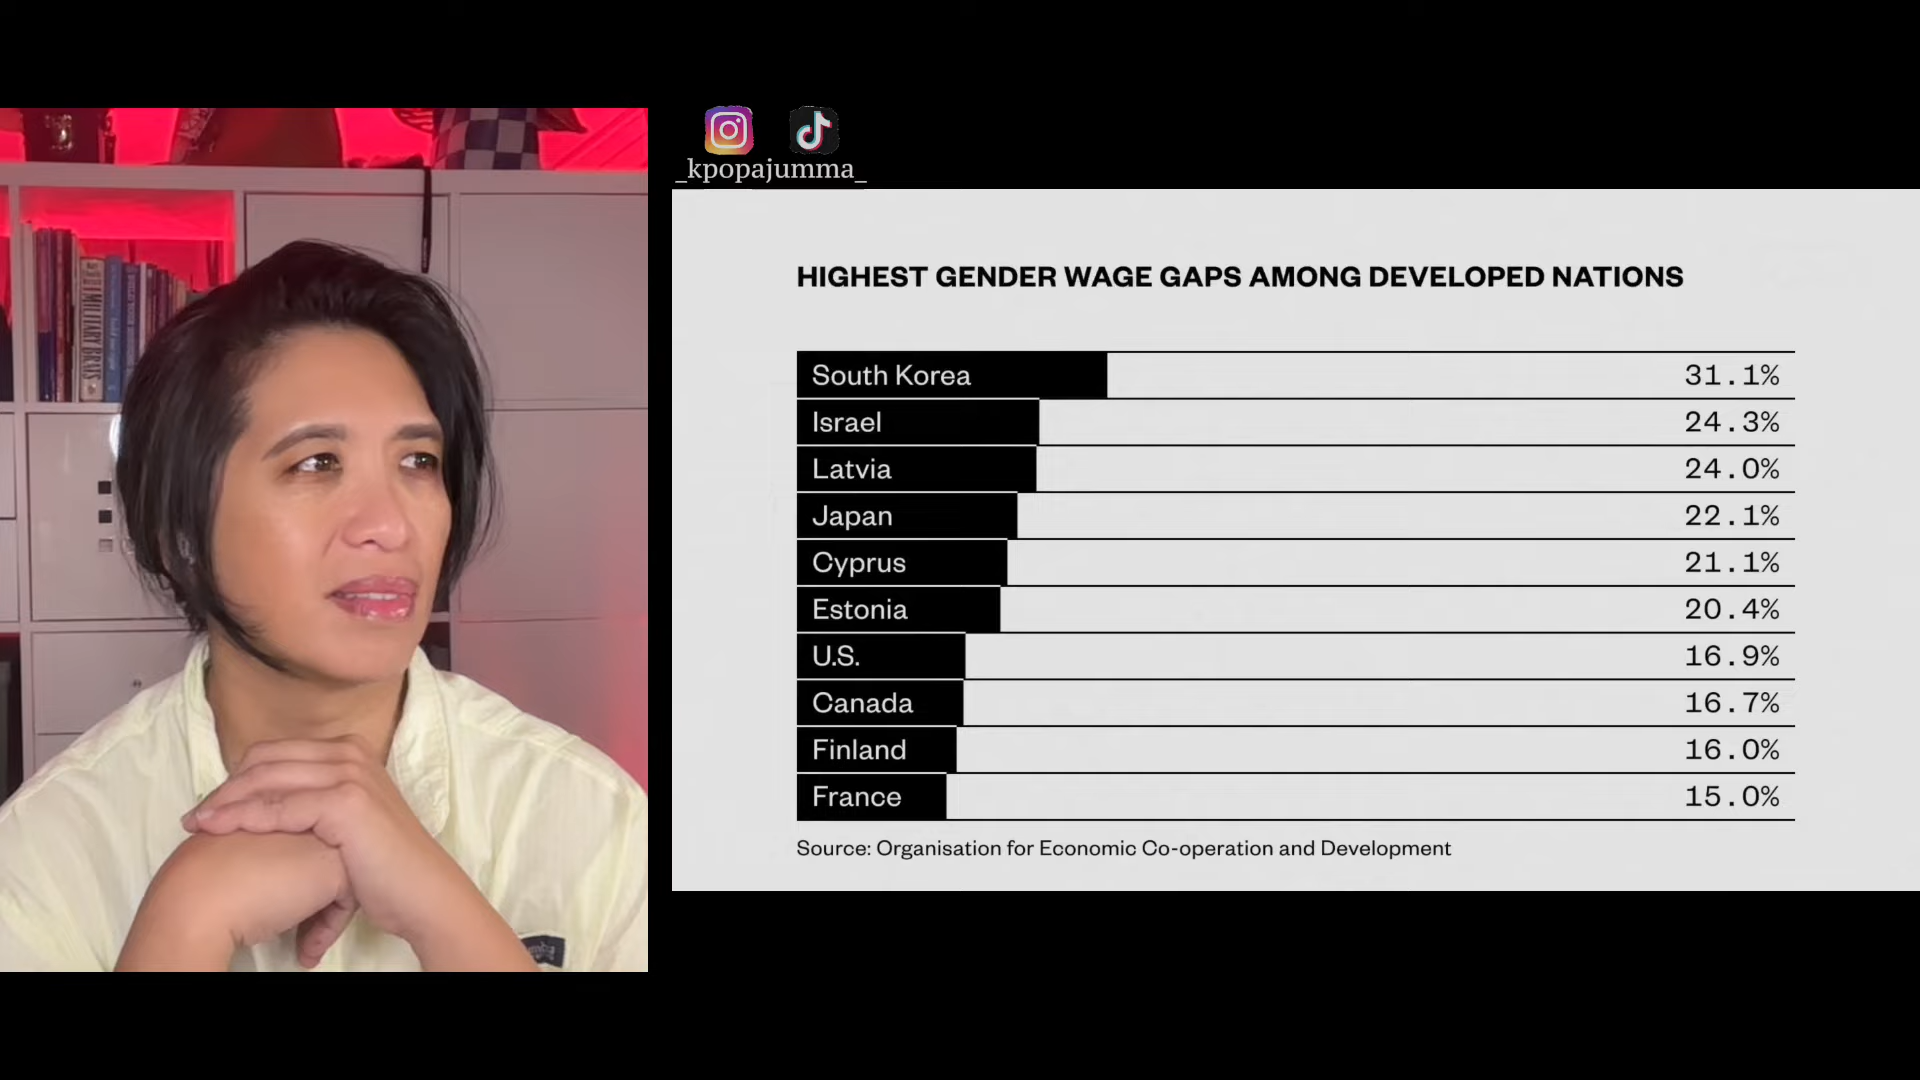 MILITARY BRATS
_kpopajumma_
HIGHEST GENDER WAGE GAPS AMONG DEVELOPED NATIONS
South Korea 31.1%
Israel 24.3%
Latvia 24.0%
Japan 22.1%
Cyprus 21.1%
Estonia 20.4%
U.S. 16.9%
Canada 16.7%
Finland 16.0%
France 15.0%
Source: Organisation for Economic Co-operation and Development